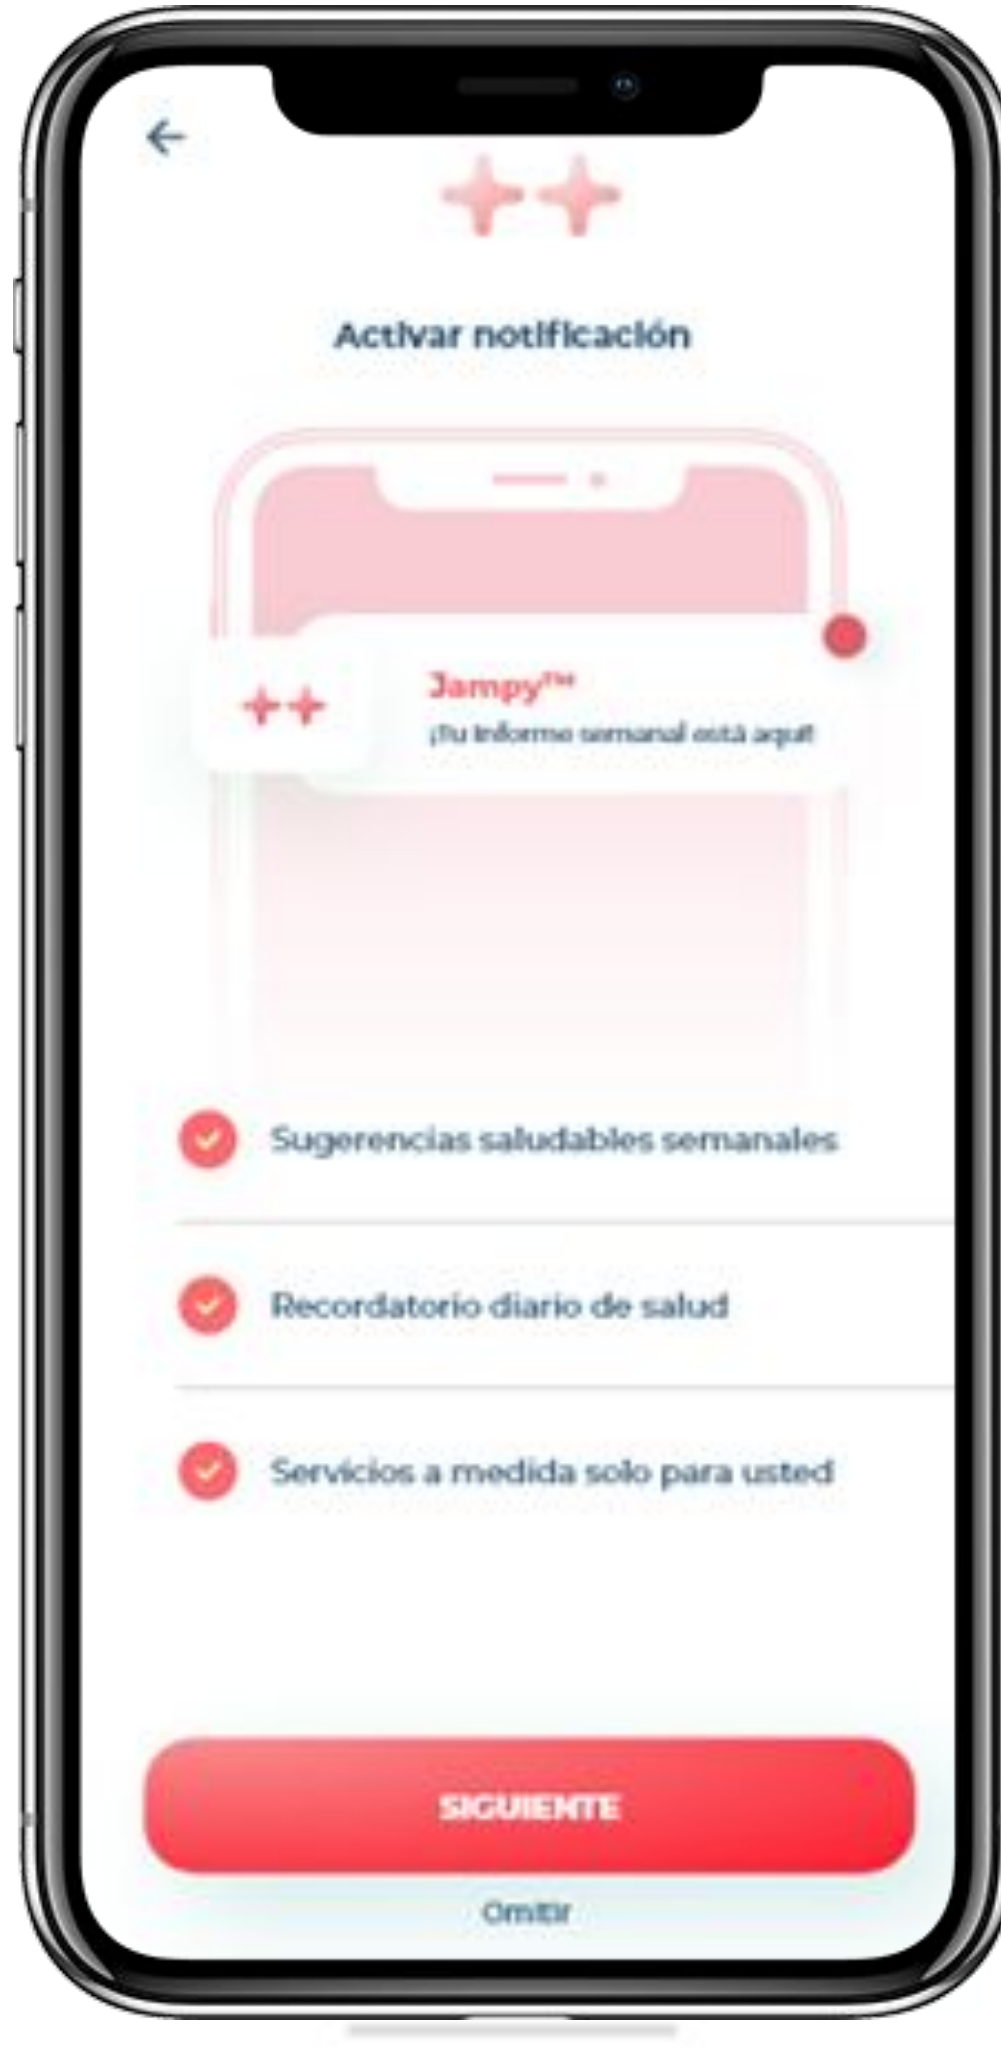 Activar notificación
Jampy™
¡Tu Informe semanal está aquí!
Sugerencias saludables semanales
Recordatorio diario de salud
Servicios a medida solo para usted
SIGUIENTE
Omitir